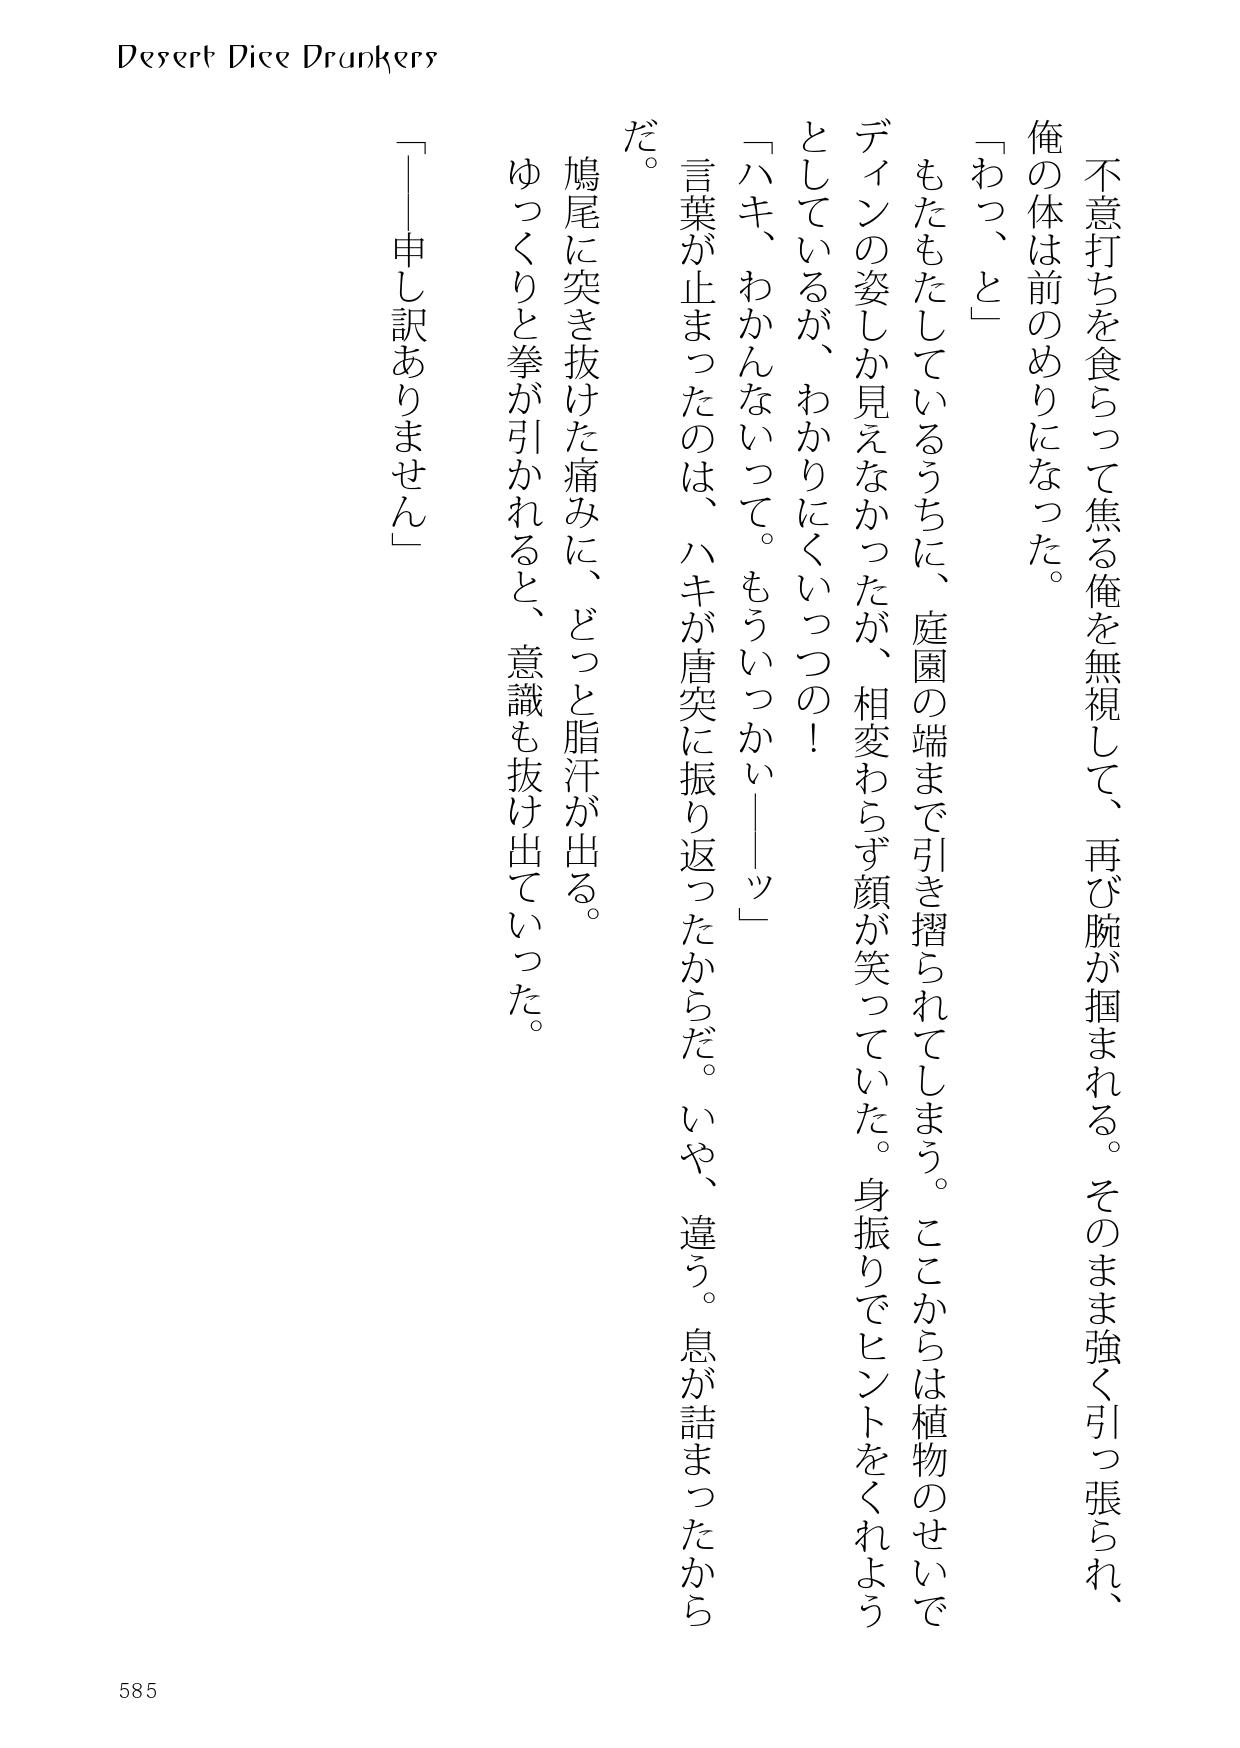 Desert Dice Drunkers
　不意打ちを食らって焦る俺を無視して、再び腕が掴まれる。そのまま強く引っ張られ、
俺の体は前のめりになった。
「わっ、と」
　もたもたしているうちに、庭園の端まで引き摺られてしまう。ここからは植物のせいで
ディンの姿しか見えなかったが、相変わらず顔が笑っていた。身振りでヒントをくれよう
としているが、わかりにくいっつの！
「ハキ、わかんないって。もういっかい――ッ」
　言葉が止まったのは、ハキが唐突に振り返ったからだ。いや、違う。息が詰まったから
だ。
　鳩尾に突き抜けた痛みに、どっと脂汗が出る。
　ゆっくりと拳が引かれると、意識も抜け出ていった。
「――申し訳ありません」
585